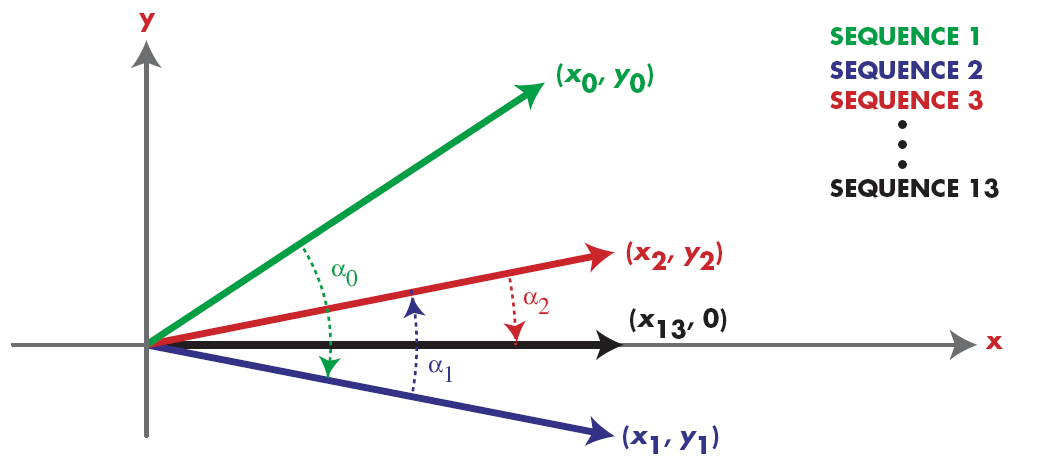 y
SEQUENCE 1
(x0, y0)
SEQUENCE 2
SEQUENCE 3
SEQUENCE 13
(x2, y2)
α0
α2
(x13, 0)
x
α1
(x1, y1)